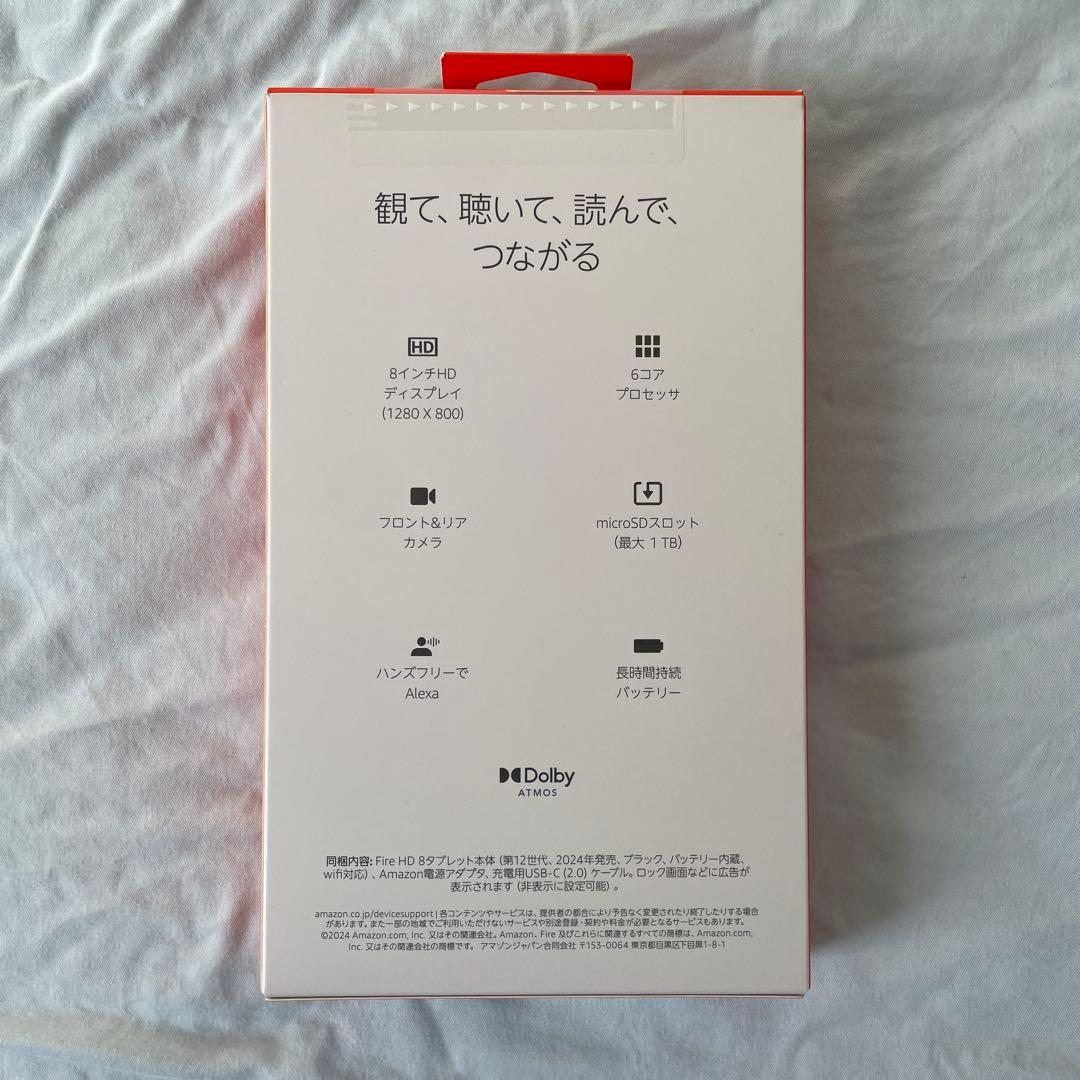 観て、聴いて、読んで、
つながる
HD
8インチHD
ディスプレイ
(1280 X 800)
6コア
プロセッサ
フロント&リア
カメラ
microSDスロット
(最大 1 TB)
ハンズフリーで
Alexa
長時間持続
バッテリー
Dolby
ATMOS
同梱内容: Fire HD 8タブレット本体 (第12世代、2024年発売、ブラック、バッテリー内蔵、
wifi対応) 、Amazon電源アダプタ、充電用USB-C (2.0) ケーブル。ロック画面などに広告が
表示されます (非表示に設定可能) 。
amazon.co.jp/devicesupport | 各コンテンツやサービスは、提供者の都合により予告なく変更されたり終了したりする場合
があります。また一部の地域でご利用いただけないサービスや別途登録・契約や料金が必要となるサービスもあります。
©2024 Amazon.com, Inc. 又はその関連会社。Amazon、Fire 及びこれらに関連するすべての商標は、Amazon.com,
Inc. 又はその関連会社の商標です。 アマゾンジャパン合同会社 〒153-0064 東京都目黒区下目黒1-8-1